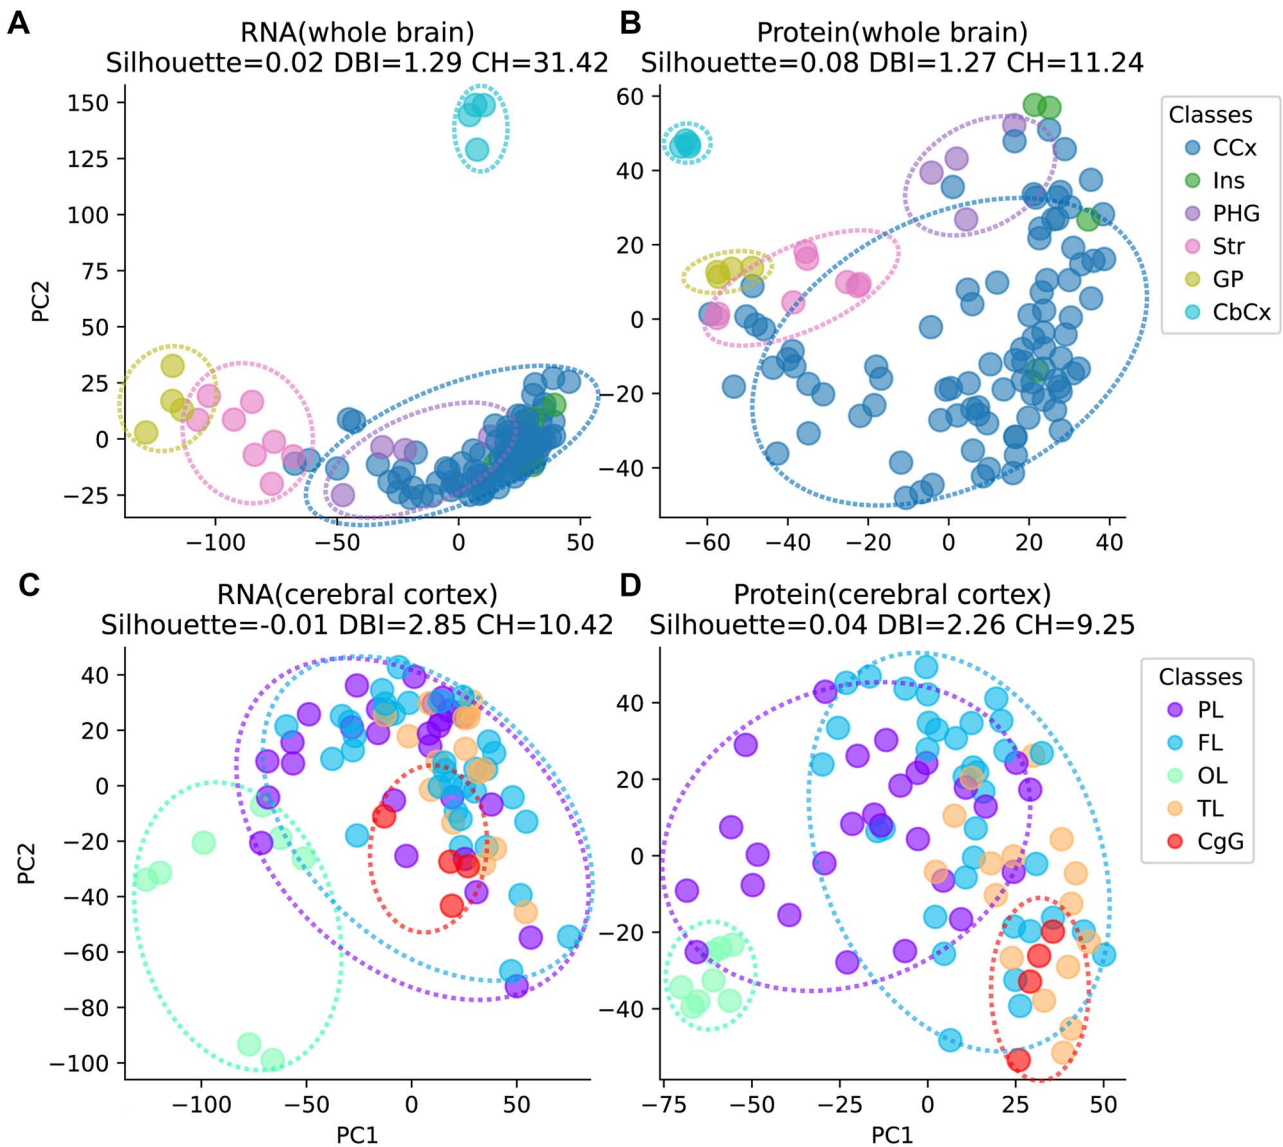 A
RNA(whole brain)
Silhouette=0.02 DBI=1.29 CH=31.42
150
125
100
75
50
25
0
−25
PC2
−100
−50
0
50
B
Protein(whole brain)
Silhouette=0.08 DBI=1.27 CH=11.24
60
40
20
0
−20
−40
−60
−40
−20
0
20
40
Classes
CCx
Ins
PHG
Str
GP
CbCx
C
RNA(cerebral cortex)
Silhouette=-0.01 DBI=2.85 CH=10.42
40
20
0
−20
−40
−60
−80
−100
PC2
−100
−50
0
50
PC1
D
Protein(cerebral cortex)
Silhouette=0.04 DBI=2.26 CH=9.25
40
20
0
−20
−40
−75
−50
−25
0
25
50
PC1
Classes
PL
FL
OL
TL
CgG